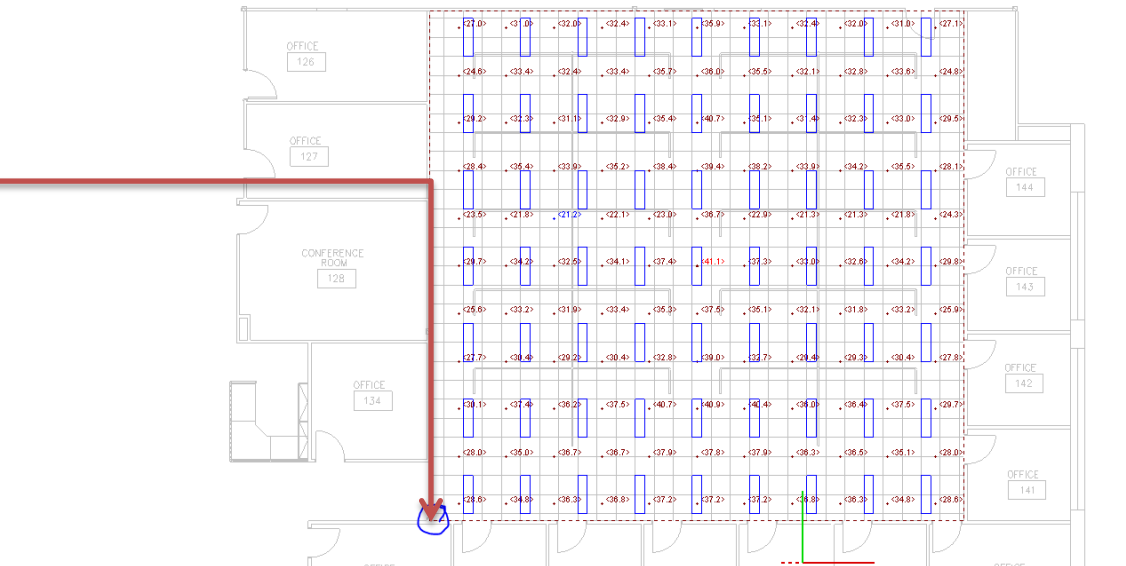 <27.0> <31.0> <32.0> <32.4> <33.1> <35.9> <33.1> <32.4> <32.0> <31.0> <27.1>
OFFICE
126
<24.6> <33.4> <32.4> <33.4> <35.7> <36.0> <35.5> <32.1> <32.8> <33.6> <24.8>
<29.2> <32.3> <31.1> <32.9> <35.4> <40.7> <35.1> <31.4> <32.3> <33.0> <29.5>
OFFICE
127
<28.4> <35.4> <33.9> <35.2> <38.4> <39.4> <38.2> <33.9> <34.2> <35.5> <28.1>
OFFICE
144
<23.5> <21.8> <21.2> <22.1> <23.0> <36.7> <22.9> <21.3> <21.3> <21.8> <24.3>
CONFERENCE
ROOM
128
<29.7> <34.2> <32.5> <34.1> <37.4> <41.1> <37.3> <33.0> <32.6> <34.2> <29.8>
OFFICE
143
<25.6> <33.2> <31.9> <33.4> <35.3> <37.5> <35.1> <32.1> <31.8> <33.2> <25.9>
<27.7> <30.4> <29.2> <30.4> <32.8> <39.0> <32.7> <29.4> <29.3> <30.4> <27.8>
OFFICE
142
OFFICE
134
<30.1> <37.4> <36.2> <37.5> <40.7> <40.9> <40.4> <36.0> <36.4> <37.5> <29.7>
<28.0> <35.0> <36.7> <36.7> <37.9> <37.8> <37.9> <36.3> <36.5> <35.1> <28.0>
OFFICE
141
<28.6> <34.8> <36.3> <36.8> <37.2> <37.2> <37.2> <36.8> <36.3> <34.8> <28.6>